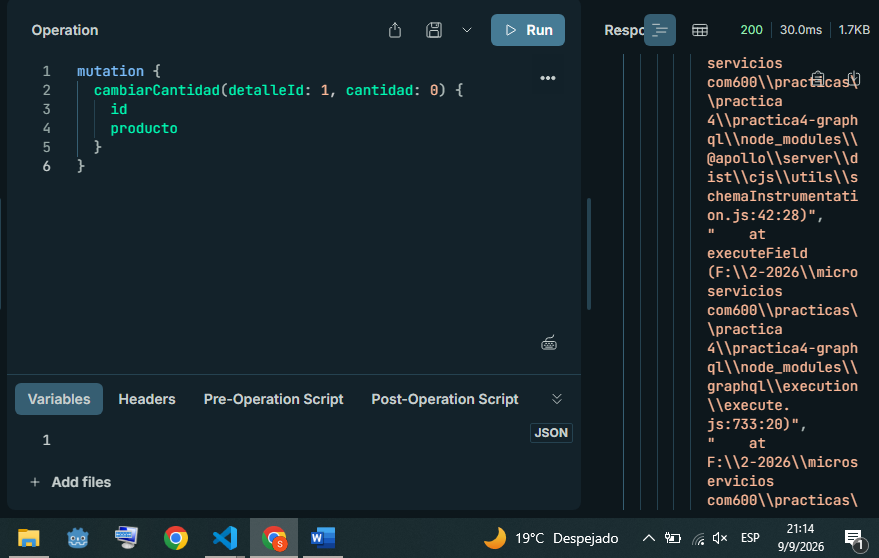 Operation
Run
1 mutation {
2 cambiarCantidad(detalleId: 1, cantidad: 0) {
3 id
4 producto
5 }
6 }
Variables
Headers
Pre-Operation Script
Post-Operation Script
1
JSON
+ Add files
Respo
200
30.0ms
1.7KB
servicios
com600\\practicas\
\practica
4\\practica4-graph
ql\\node_modules\\
@apollo\\server\\d
ist\\cjs\\utils\\s
chemaInstrumentati
on.js:42:28)",
"    at
executeField
(F:\\2-2026\\micro
servicios
com600\\practicas\
\practica
4\\practica4-graph
ql\\node_modules\\
graphql\\execution
\\execute.
js:733:20)",
"    at
F:\\2-2026\\micros
ervicios
com600\\practicas\
S
W
19°C Despejado
ESP
21:14
9/9/2026
1